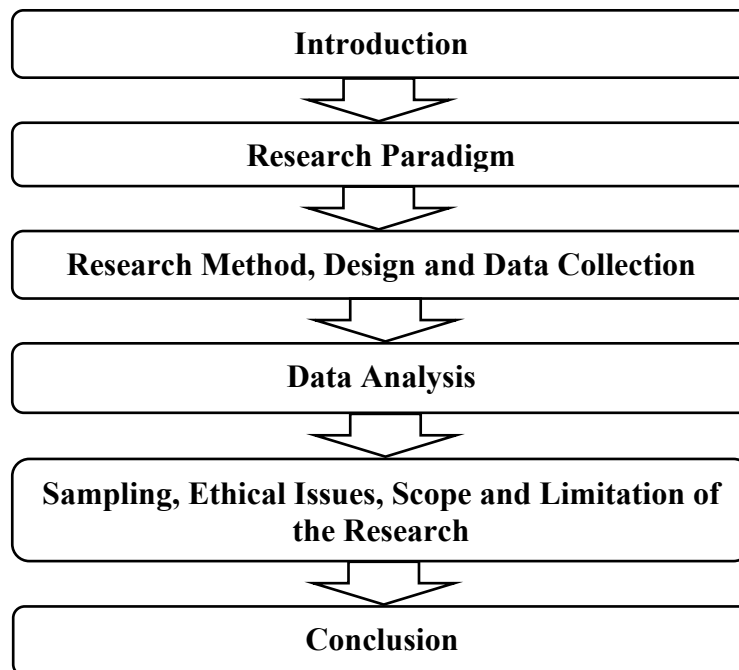 Introduction
Research Paradigm
Research Method, Design and Data Collection
Data Analysis
Sampling, Ethical Issues, Scope and Limitation of
the Research
Conclusion